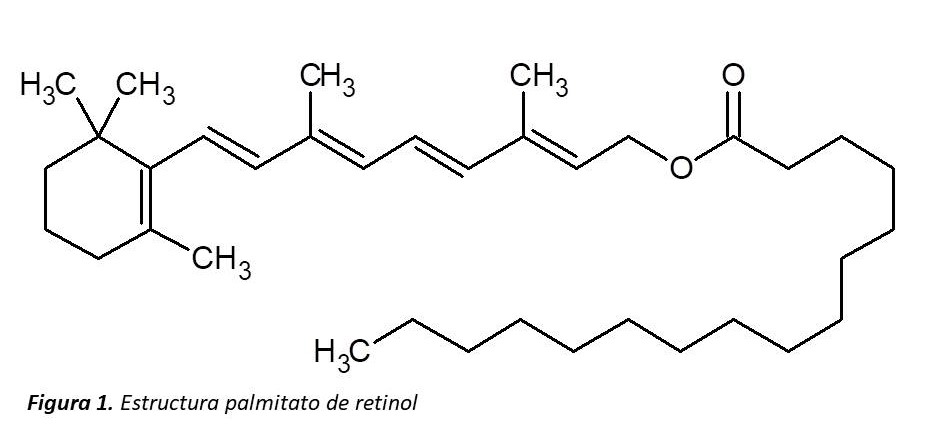 CH₃ CH₃ O
H₃C CH₃
O
CH₃
H₃C
Figura 1. Estructura palmitato de retinol